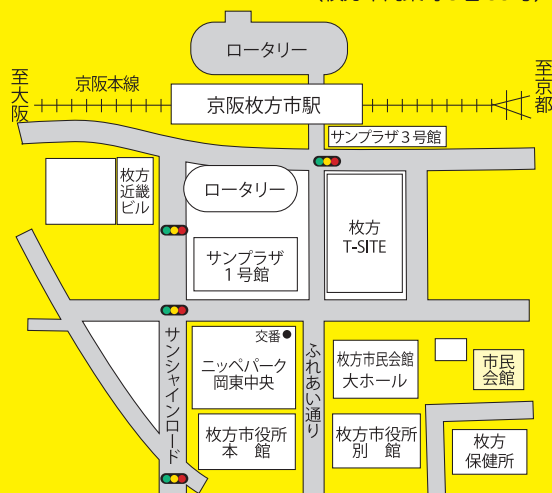 ロータリー
至大阪
京阪本線
京阪枚方市駅
至京都
サンプラザ3号館
枚方
近畿
ビル
ロータリー
枚方
T-SITE
サンプラザ
1号館
交番
ニッペパーク
岡東中央
サンシャインロード
ふれあい通り
枚方市民会館
大ホール
市民
会館
枚方市役所
本 館
枚方市役所
別 館
枚方
保健所